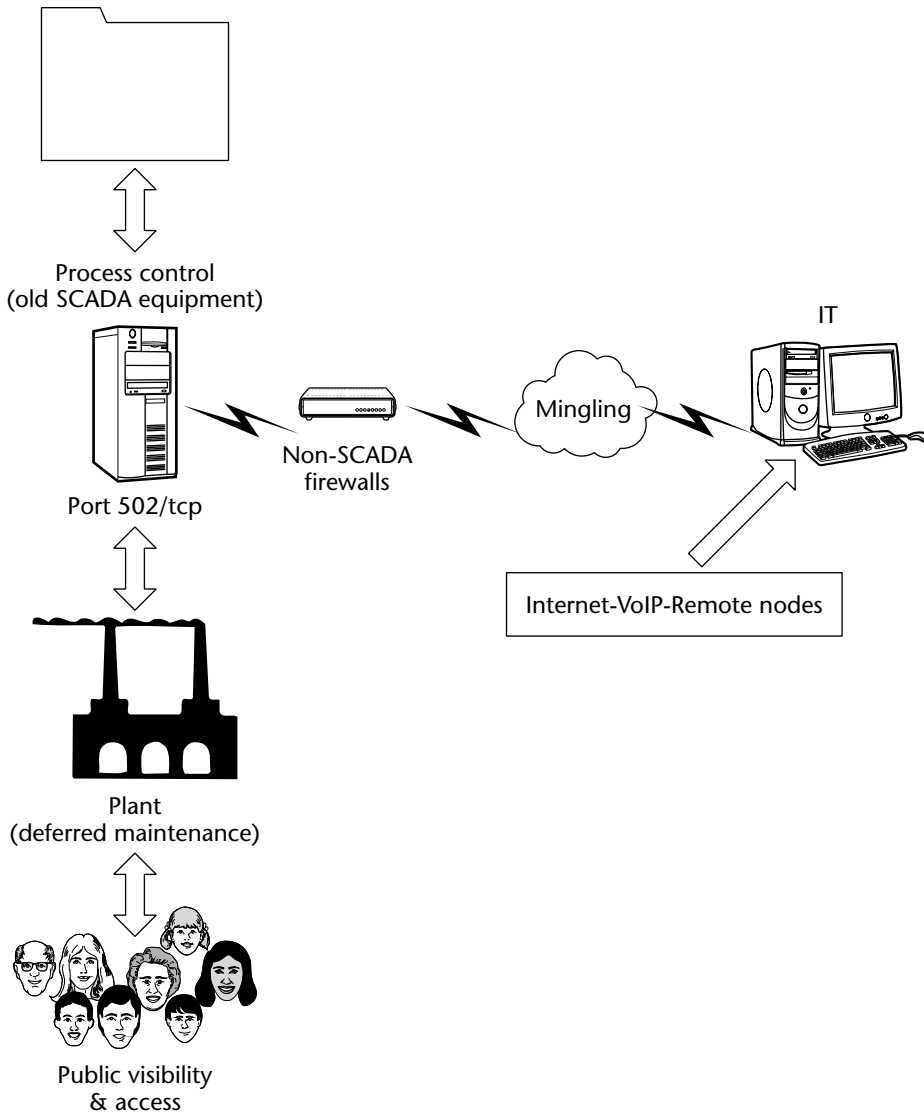 Process control
(old SCADA equipment)
IT
Mingling
Non-SCADA
firewalls
Port 502/tcp
Internet-VoIP-Remote nodes
Plant
(deferred maintenance)
Public visibility
& access